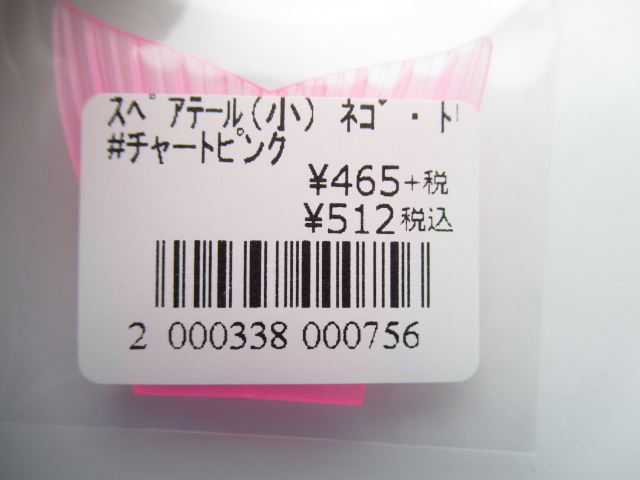 スペアテール(小) ネゴ・ト
#チャートピンク
¥465+税
¥512税込
2 000338 000756